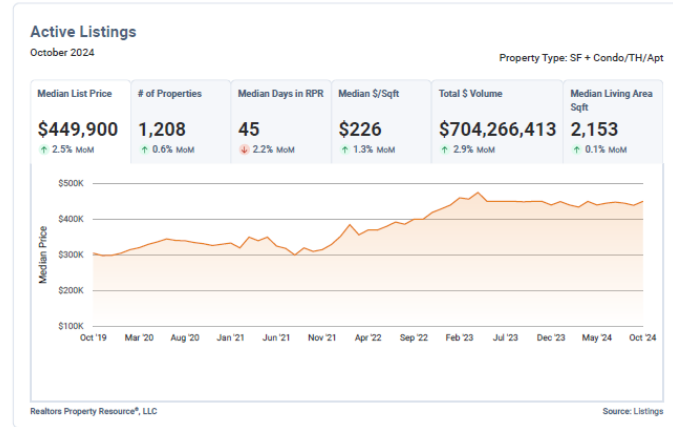 Active Listings
October 2024
Property Type: SF + Condo/TH/Apt
Median List Price
$449,900
↑ 2.5% MoM
# of Properties
1,208
↑ 0.6% MoM
Median Days in RPR
45
↓ 2.2% MoM
Median $/Sqft
$226
↑ 1.3% MoM
Total $ Volume
$704,266,413
↑ 2.9% MoM
Median Living Area
Sqft
2,153
↑ 0.1% MoM
Median Price
$500K
$400K
$300K
$200K
$100K
Oct '19 Mar '20 Aug '20 Jan '21 Jun '21 Nov '21 Apr '22 Sep '22 Feb '23 Jul '23 Dec '23 May '24 Oct '24
Realtors Property Resource®, LLC
Source: Listings